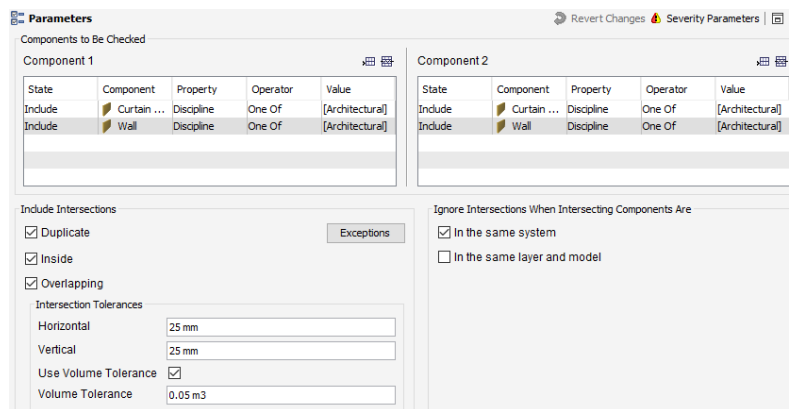 Parameters Revert Changes Severity Parameters
Components to Be Checked
Component 1 Component 2
State Component Property Operator Value State Component Property Operator Value
Include Curtain ... Discipline One Of [Architectural] Include Curtain ... Discipline One Of [Architectural]
Include Wall Discipline One Of [Architectural] Include Wall Discipline One Of [Architectural]
Include Intersections Ignore Intersections When Intersecting Components Are
Duplicate Exceptions In the same system
Inside In the same layer and model
Overlapping
Intersection Tolerances
Horizontal 25 mm
Vertical 25 mm
Use Volume Tolerance
Volume Tolerance 0.05 m3